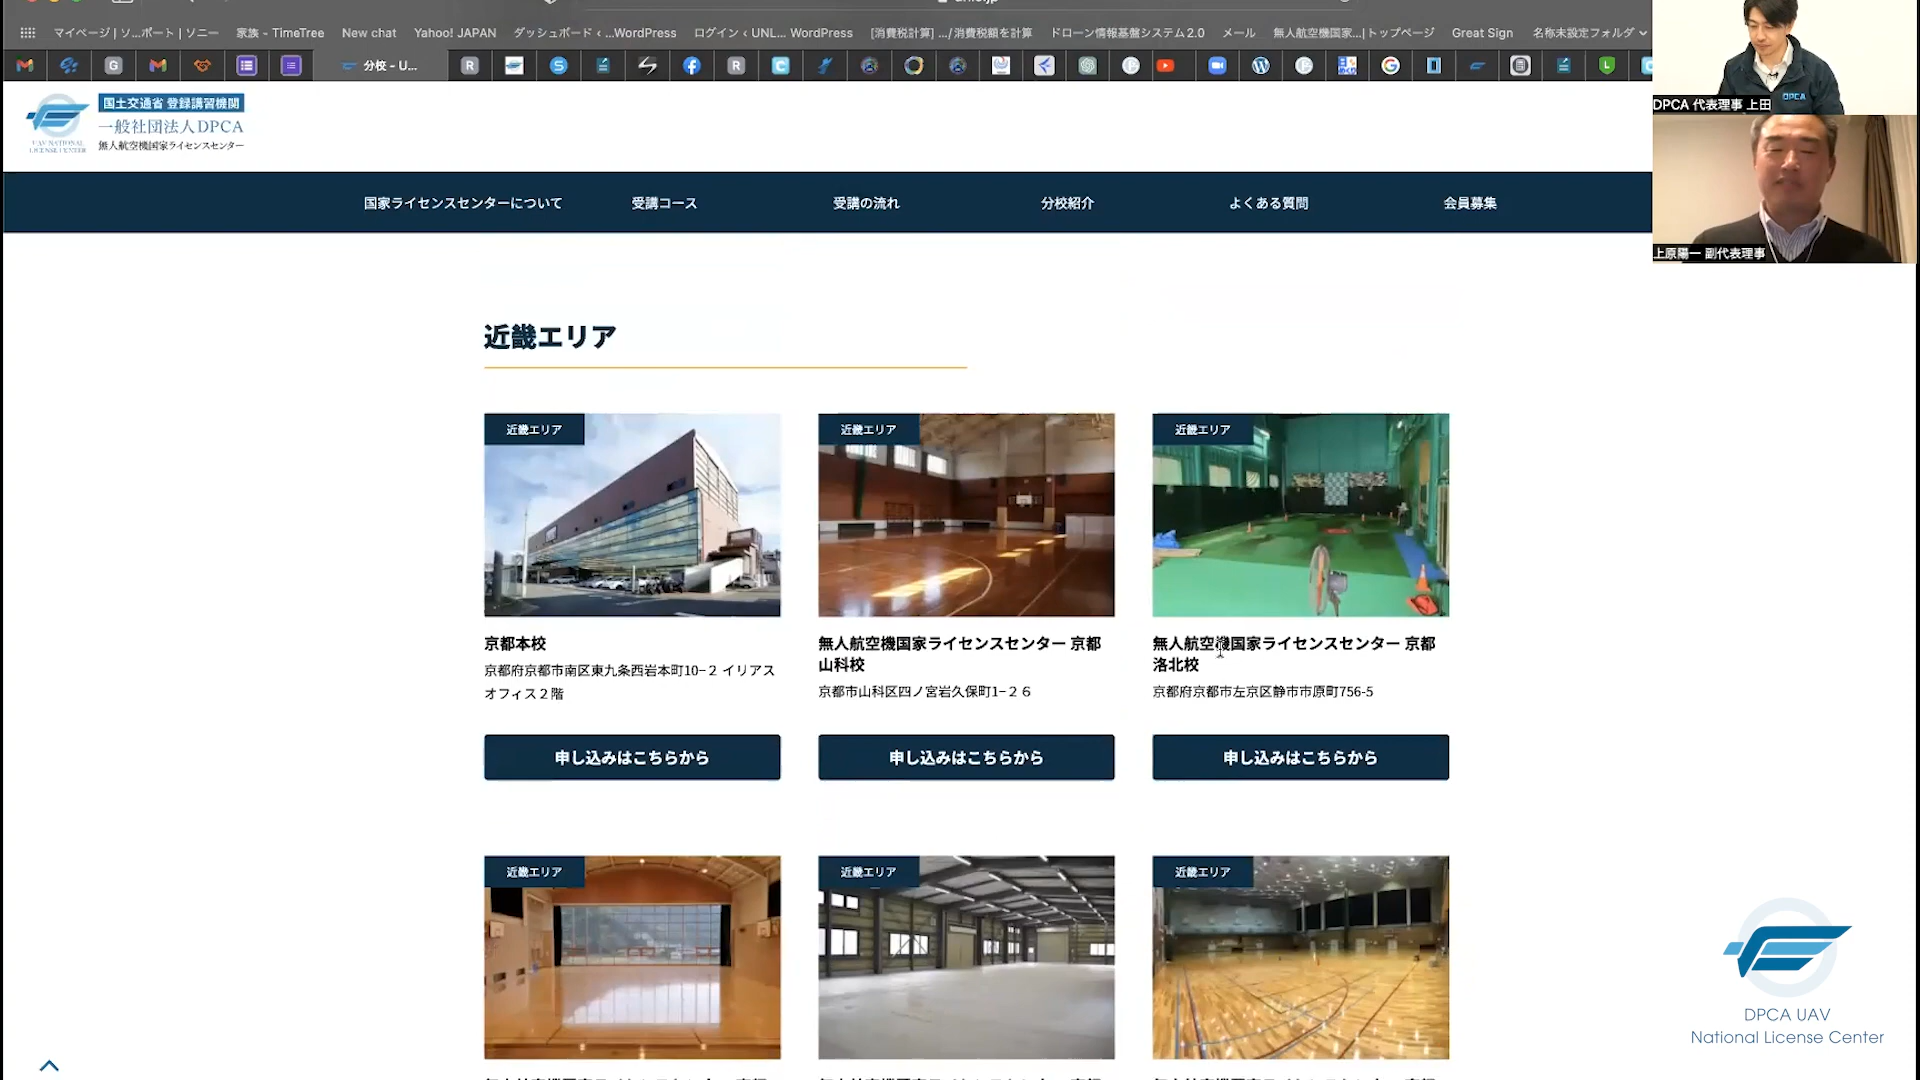 マイページ | ソ...ポート | ソニー
家族 - TimeTree
New chat
Yahoo! JAPAN
ダッシュボード ‹ ...WordPress
ログイン ‹ UNL... WordPress
[消費税計算] .../消費税額を計算
ドローン情報基盤システム2.0
メール
無人航空機国家...| トップページ
Great Sign
名称未設定フォルダ
分校 - U...
DPCA
DPCA 代表理事 上田
上原陽一 副代表理事
国土交通省 登録講習機関
一般社団法人DPCA
無人航空機国家ライセンスセンター
UAV NATIONAL
LICENSE CENTER
国家ライセンスセンターについて
受講コース
受講の流れ
分校紹介
よくある質問
会員募集
近畿エリア
近畿エリア
近畿エリア
近畿エリア
京都本校
京都府京都市南区東九条西岩本町10−２ イリアス
オフィス２階
無人航空機国家ライセンスセンター 京都
山科校
京都市山科区四ノ宮岩久保町1−２６
無人航空機国家ライセンスセンター 京都
洛北校
京都府京都市左京区静市市原町756-5
申し込みはこちらから
申し込みはこちらから
申し込みはこちらから
近畿エリア
近畿エリア
近畿エリア
DPCA UAV
National License Center